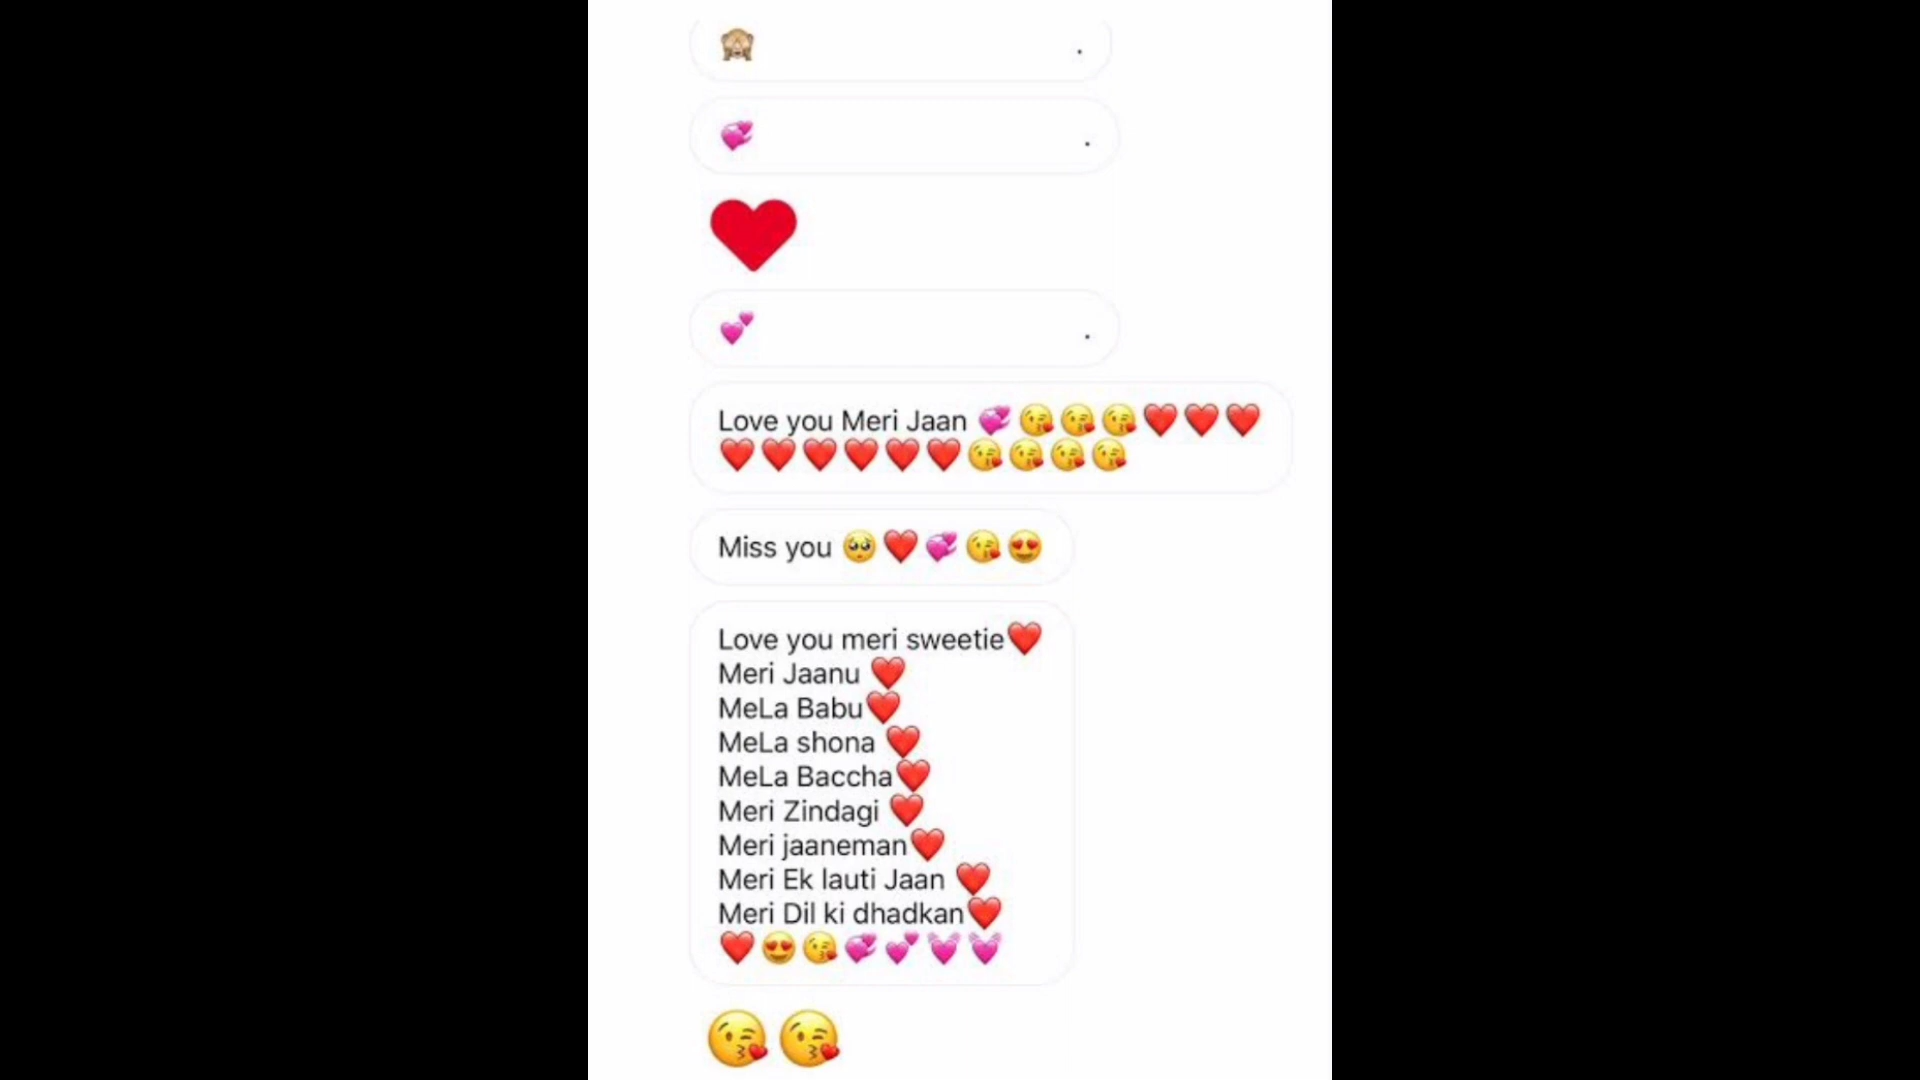 🙈 .
💞 .
❤️
💕 .
Love you Meri Jaan 💞😘😘😘❤️❤️❤️
❤️❤️❤️❤️❤️❤️😘😘😘😘
Miss you 🥺❤️💞😘😍
Love you meri sweetie❤️
Meri Jaanu ❤️
MeLa Babu❤️
MeLa shona ❤️
MeLa Baccha❤️
Meri Zindagi ❤️
Meri jaaneman❤️
Meri Ek lauti Jaan ❤️
Meri Dil ki dhadkan❤️
❤️😍😘💞💕💓💓
😘😘